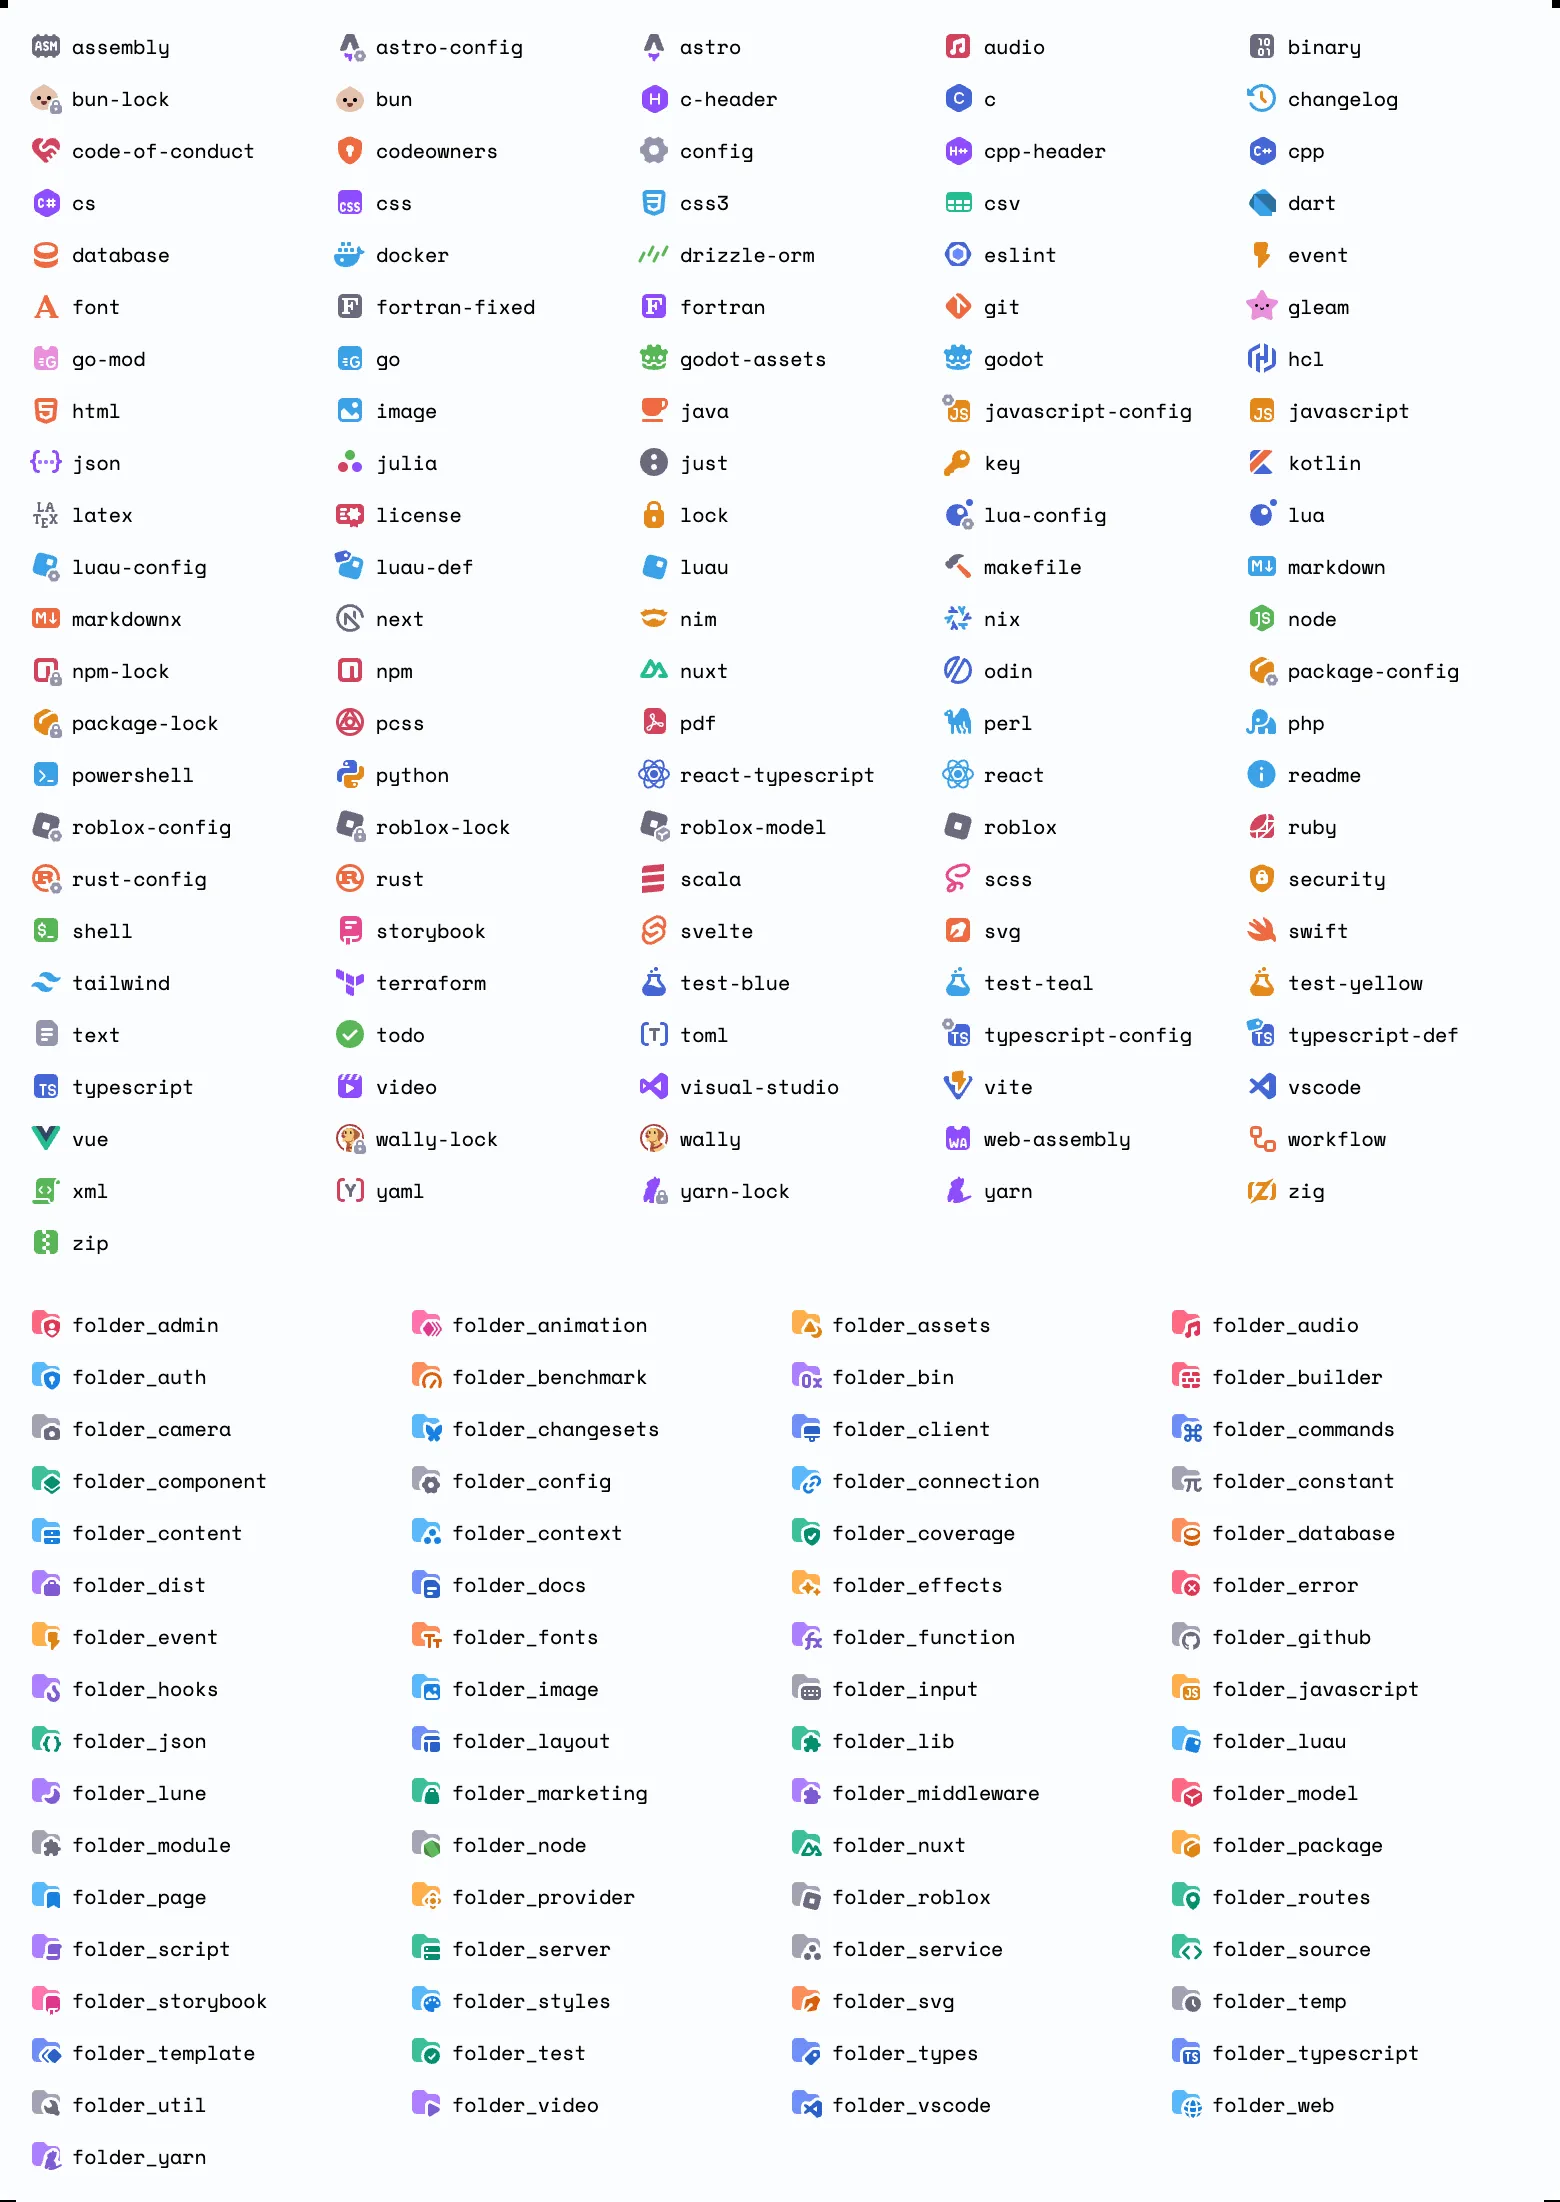 assembly astro-config astro audio binary
bun-lock bun c-header c changelog
code-of-conduct codeowners config cpp-header cpp
cs css css3 csv dart
database docker drizzle-orm eslint event
font fortran-fixed fortran git gleam
go-mod go godot-assets godot hcl
html image java javascript-config javascript
json julia just key kotlin
latex license lock lua-config lua
luau-config luau-def luau makefile markdown
markdownx next nim nix node
npm-lock npm nuxt odin package-config
package-lock pcss pdf perl php
powershell python react-typescript react readme
roblox-config roblox-lock roblox-model roblox ruby
rust-config rust scala scss security
shell storybook svelte svg swift
tailwind terraform test-blue test-teal test-yellow
text todo toml typescript-config typescript-def
typescript video visual-studio vite vscode
vue wally-lock wally web-assembly workflow
xml yaml yarn-lock yarn zig
zip
folder_admin folder_animation folder_assets folder_audio
folder_auth folder_benchmark folder_bin folder_builder
folder_camera folder_changesets folder_client folder_commands
folder_component folder_config folder_connection folder_constant
folder_content folder_context folder_coverage folder_database
folder_dist folder_docs folder_effects folder_error
folder_event folder_fonts folder_function folder_github
folder_hooks folder_image folder_input folder_javascript
folder_json folder_layout folder_lib folder_luau
folder_lune folder_marketing folder_middleware folder_model
folder_module folder_node folder_nuxt folder_package
folder_page folder_provider folder_roblox folder_routes
folder_script folder_server folder_service folder_source
folder_storybook folder_styles folder_svg folder_temp
folder_template folder_test folder_types folder_typescript
folder_util folder_video folder_vscode folder_web
folder_yarn